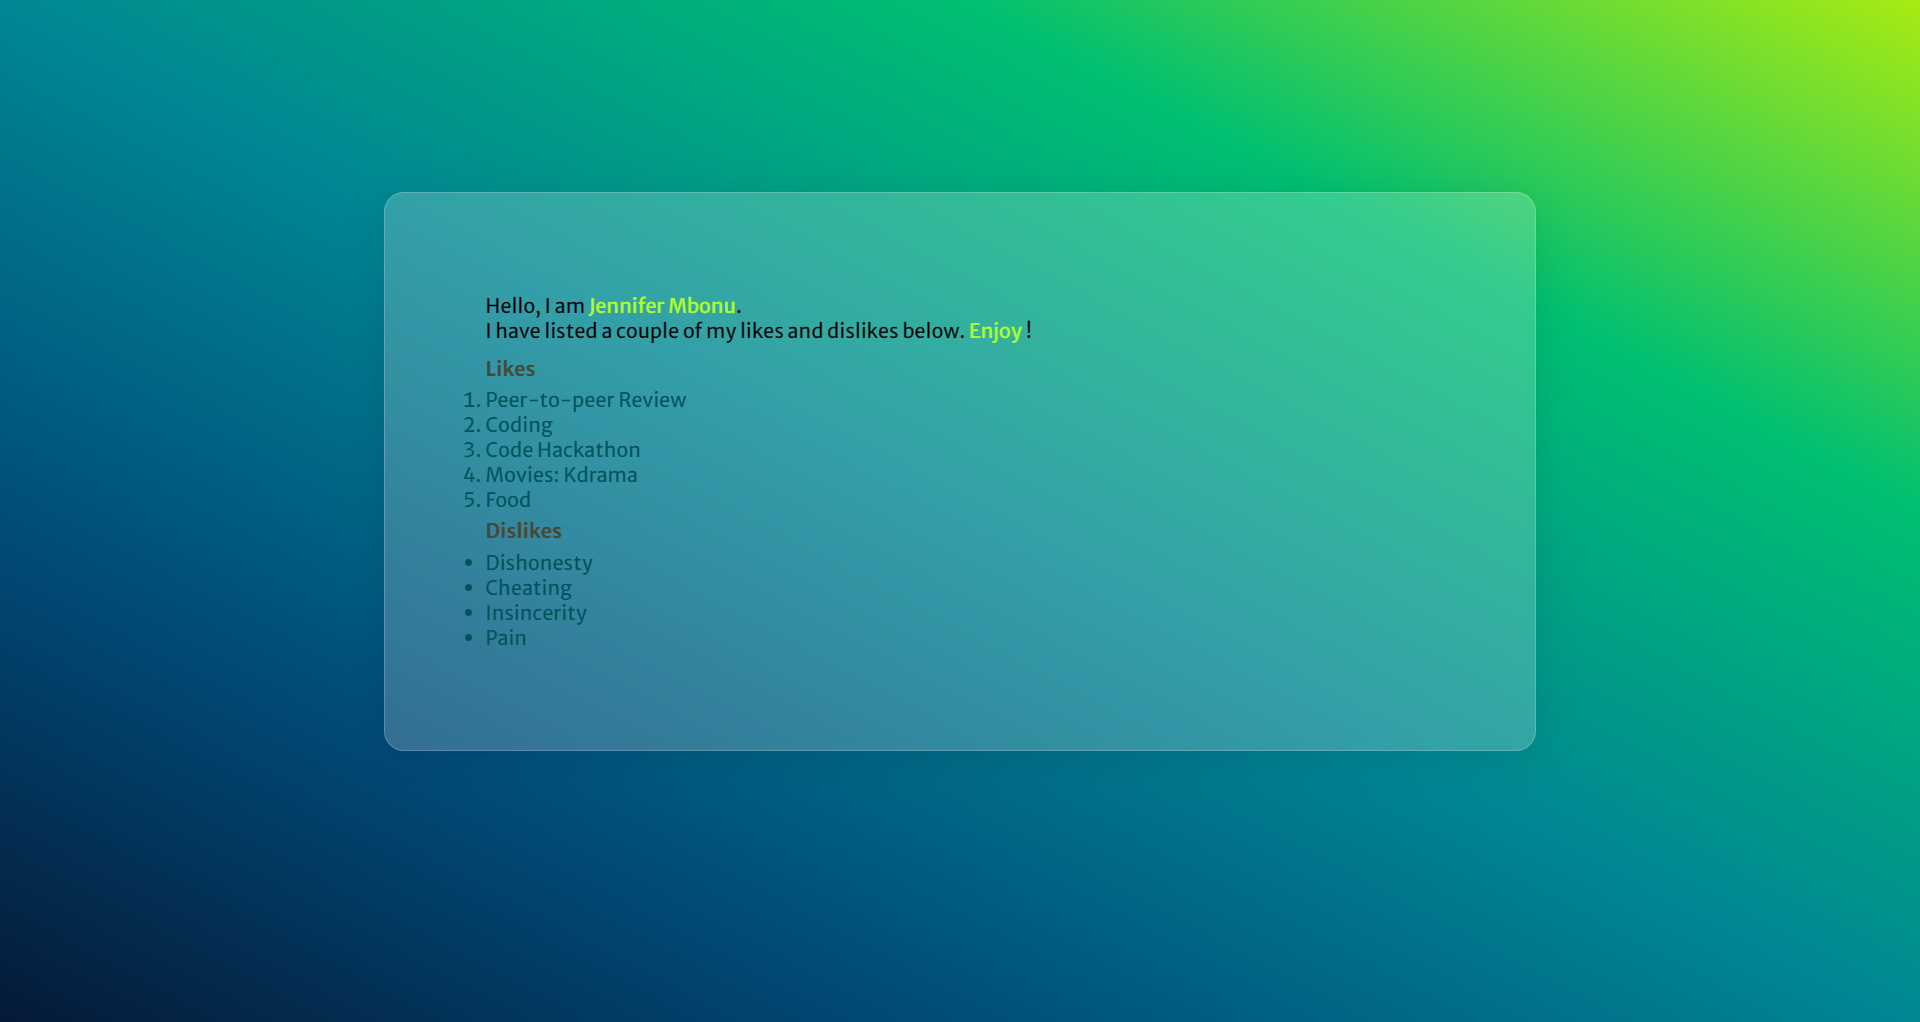 Hello, I am Jennifer Mbonu.
I have listed a couple of my likes and dislikes below. Enjoy !
Likes
1. Peer-to-peer Review
2. Coding
3. Code Hackathon
4. Movies: Kdrama
5. Food
Dislikes
• Dishonesty
• Cheating
• Insincerity
• Pain